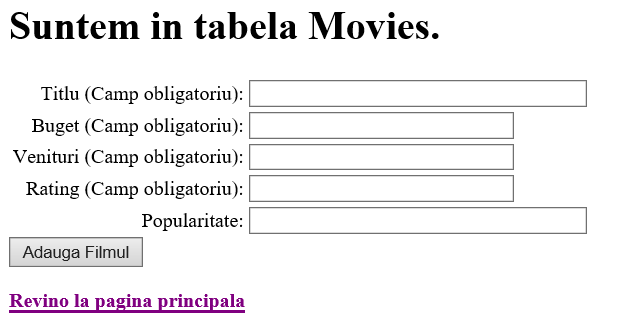 Suntem in tabela Movies.
Titlu (Camp obligatoriu):
Buget (Camp obligatoriu):
Venituri (Camp obligatoriu):
Rating (Camp obligatoriu):
Popularitate:
Adauga Filmul
Revino la pagina principala